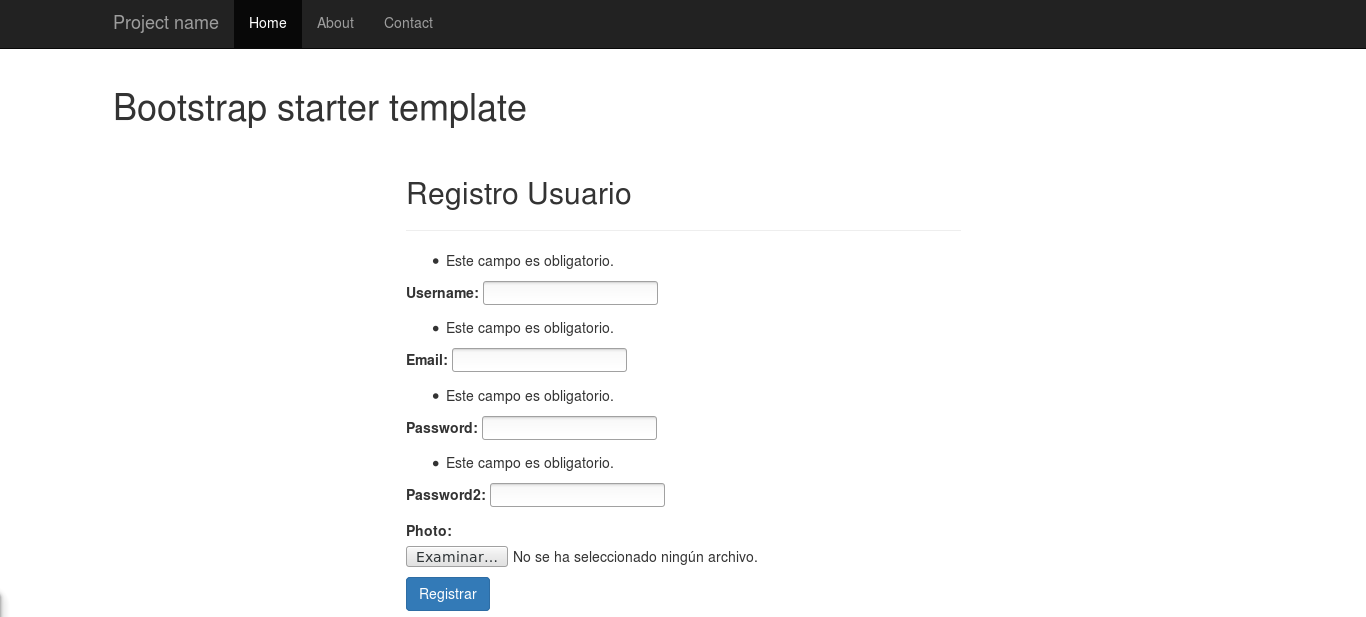 Project name Home About Contact
Bootstrap starter template
Registro Usuario
• Este campo es obligatorio.
Username:
• Este campo es obligatorio.
Email:
• Este campo es obligatorio.
Password:
• Este campo es obligatorio.
Password2:
Photo:
Examinar... No se ha seleccionado ningún archivo.
Registrar